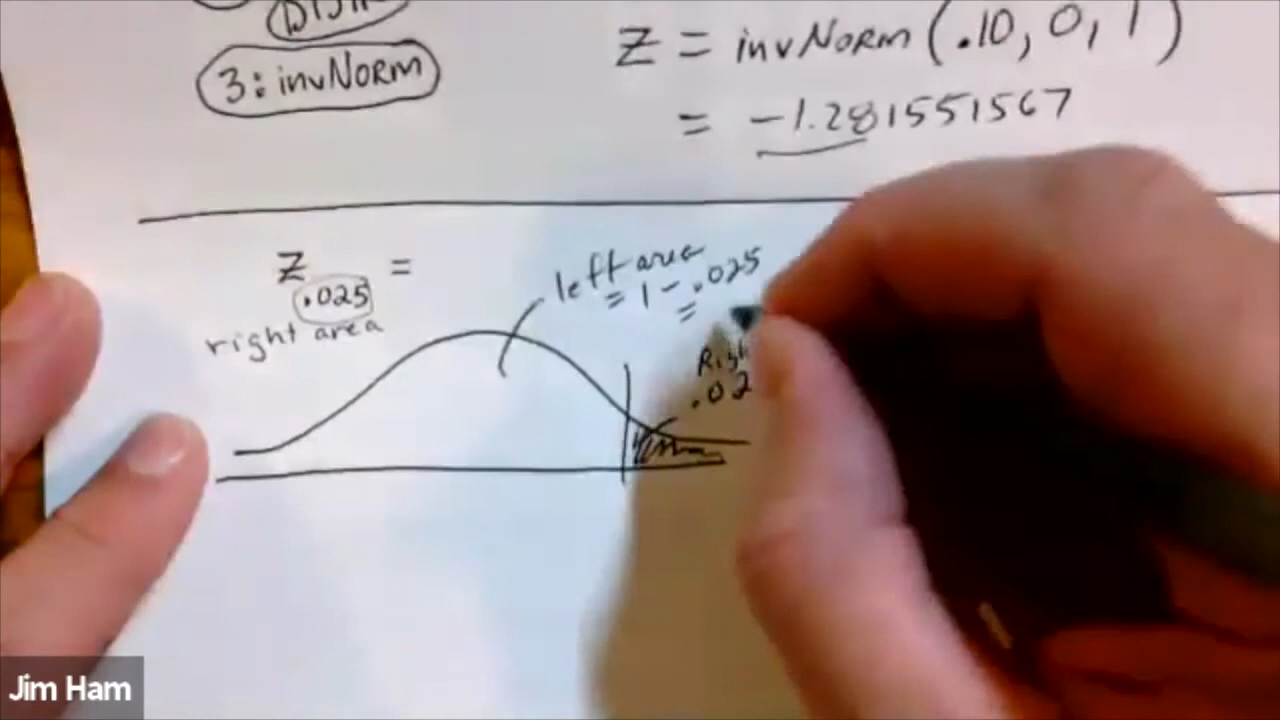 3: invNorm
Z = invNorm (.10, 0, 1)
= -1.281551567
Z .025 =
right area
left area
= 1 - .025
=
Jim Ham